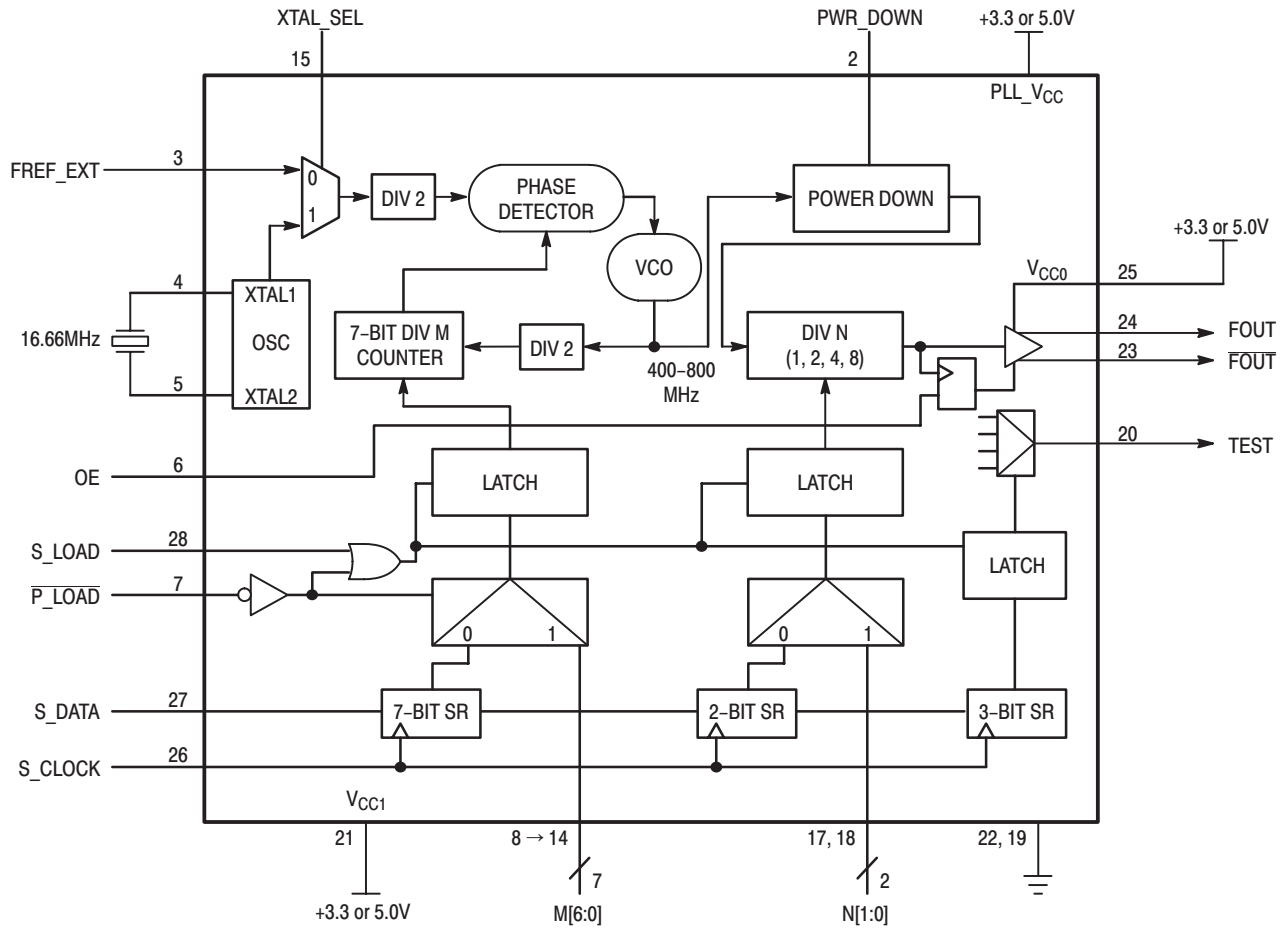 XTAL_SEL
PWR_DOWN
+3.3 or 5.0V
15
2
PLL_VCC
FREF_EXT
3
0
1
DIV 2
PHASE
DETECTOR
POWER DOWN
+3.3 or 5.0V
VCO
VCC0
25
4
XTAL1
16.66MHz
OSC
XTAL2
5
7–BIT DIV M
COUNTER
DIV 2
400–800
MHz
DIV N
(1, 2, 4, 8)
24
FOUT
23
FOUT
20
TEST
OE
6
LATCH
LATCH
S_LOAD
28
LATCH
P_LOAD
7
0
1
0
1
S_DATA
27
7–BIT SR
2–BIT SR
3–BIT SR
S_CLOCK
26
VCC1
21
8 → 14
17, 18
22, 19
7
2
+3.3 or 5.0V
M[6:0]
N[1:0]